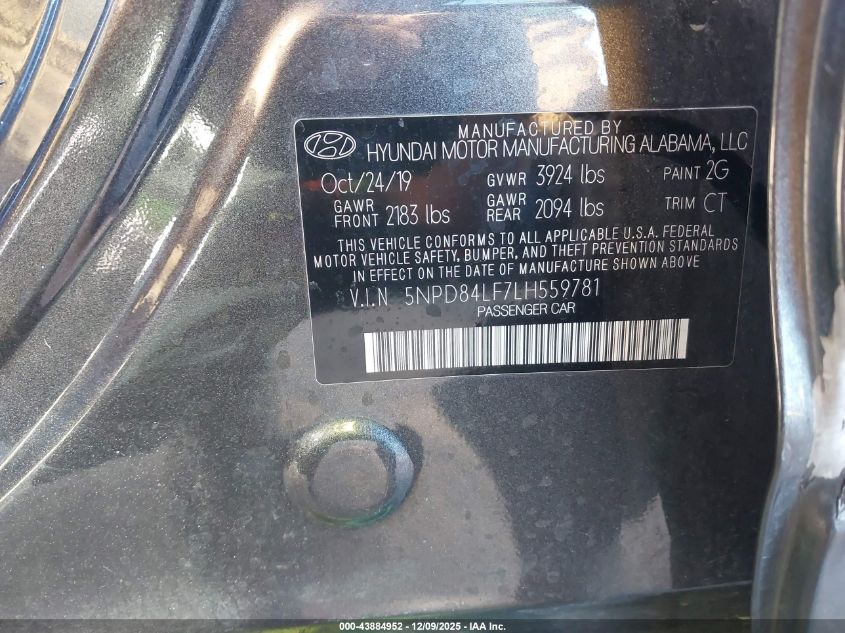 MANUFACTURED BY
HYUNDAI MOTOR MANUFACTURING ALABAMA, LLC
Oct/24/19 GVWR 3924 lbs PAINT 2G
GAWR FRONT 2183 lbs GAWR REAR 2094 lbs TRIM CT
THIS VEHICLE CONFORMS TO ALL APPLICABLE U.S.A. FEDERAL
MOTOR VEHICLE SAFETY, BUMPER, AND THEFT PREVENTION STANDARDS
IN EFFECT ON THE DATE OF MANUFACTURE SHOWN ABOVE
V.I.N 5NPD84LF7LH559781
PASSENGER CAR
000-43884952 - 12/09/2025 - IAA Inc.